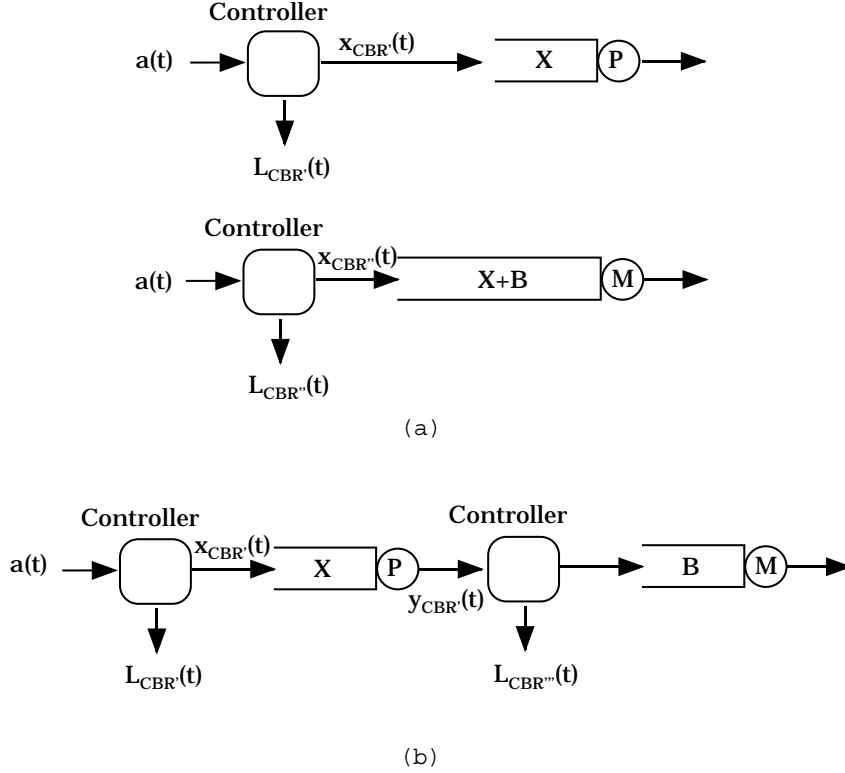 Controller
a(t) x_CBR'(t) X P
L_CBR'(t)
Controller
a(t) x_CBR''(t) X+B M
L_CBR''(t)
(a)
Controller Controller
a(t) x_CBR'(t) X P y_CBR'(t) B M
L_CBR'(t) L_CBR'''(t)
(b)